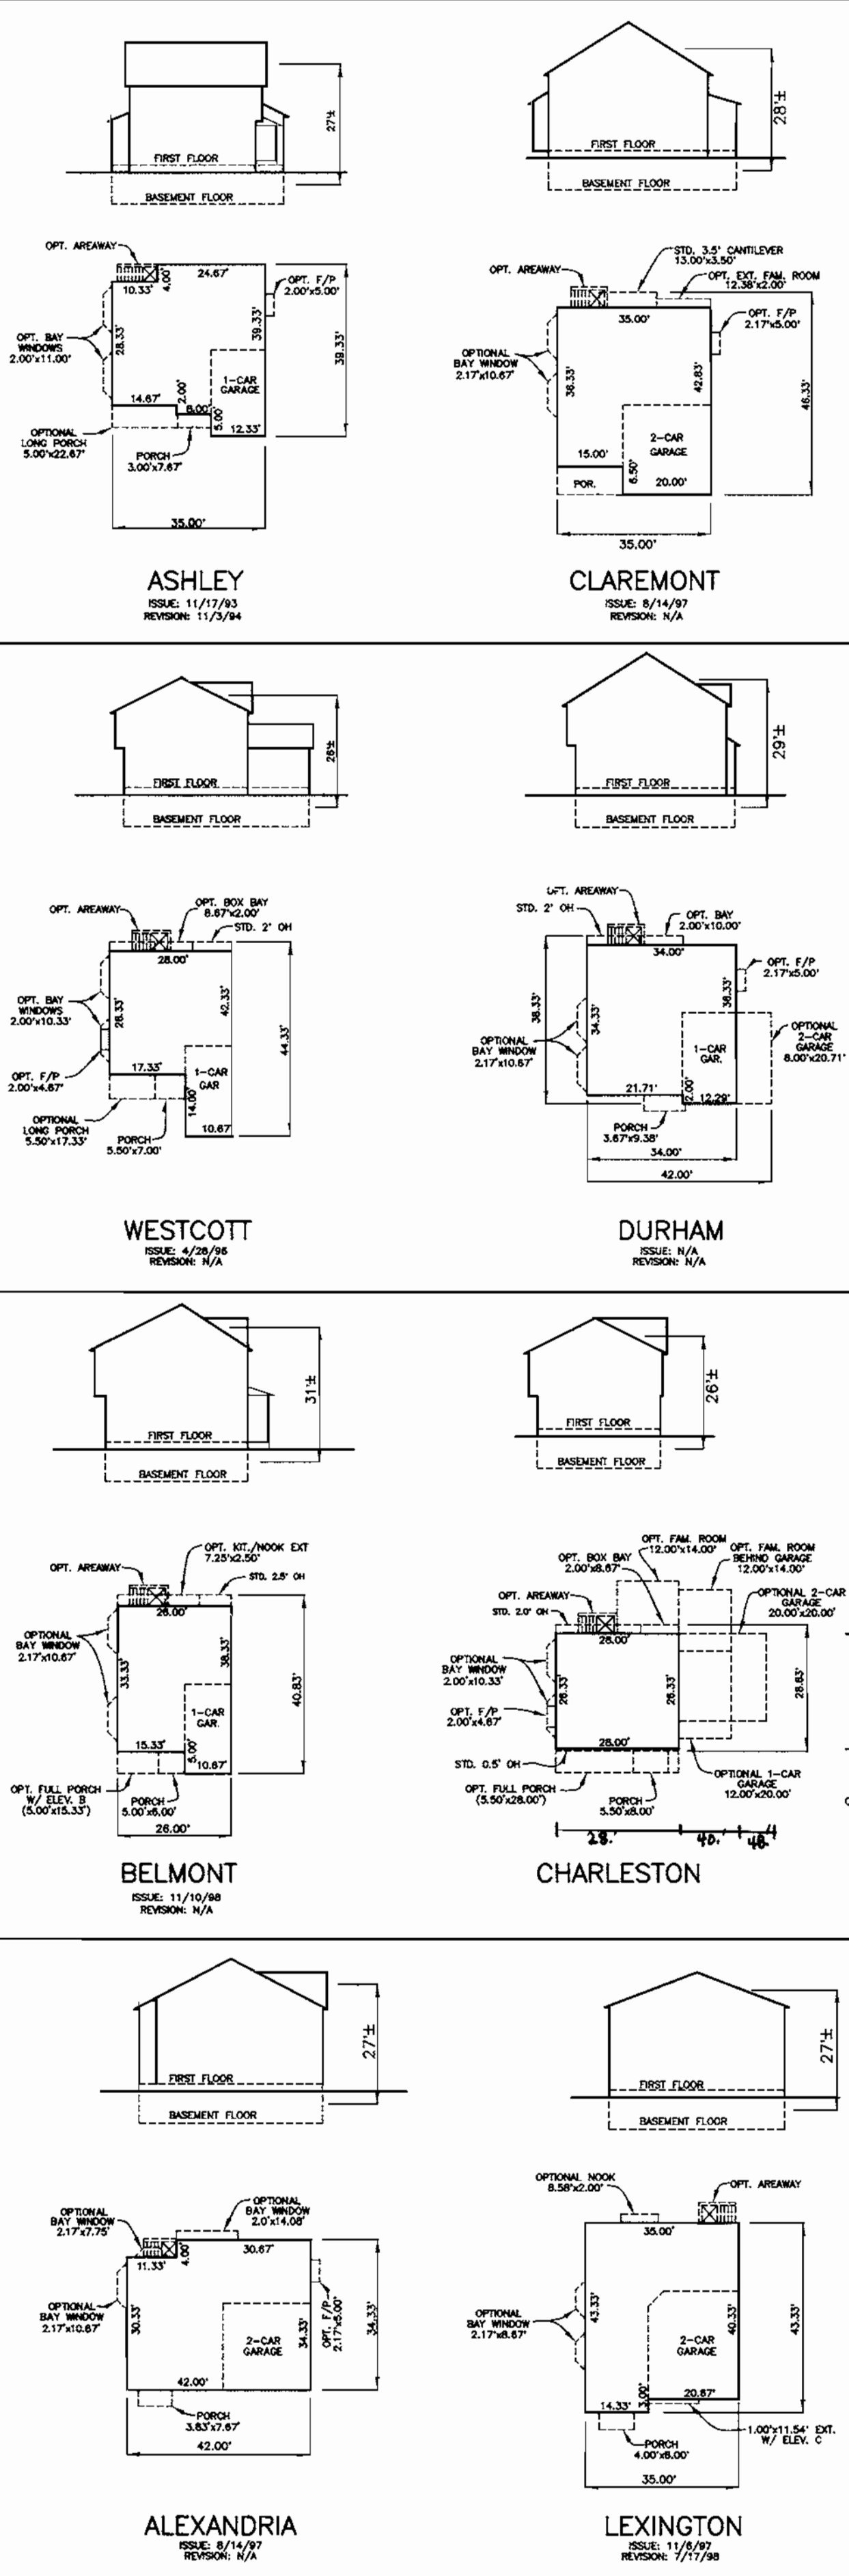 27'±
FIRST FLOOR
BASEMENT FLOOR
OPT. AREAWAY
24.67'
10.33'
4.00'
OPT. F/P
2.00'x5.00'
28.33'
39.33'
39.33'
OPT. BAY
WINDOWS
2.00'x11.00'
1-CAR
GARAGE
14.67'
2.00'
8.00'
5.00'
12.33'
OPTIONAL
LONG PORCH
5.00'x22.67'
PORCH
3.00'x7.67'
35.00'
ASHLEY
ISSUE: 11/17/93
REVISION: 11/3/94
28'±
FIRST FLOOR
BASEMENT FLOOR
STD. 3.5' CANTILEVER
13.00'x3.50'
OPT. AREAWAY
OPT. EXT. FAM. ROOM
12.38'x2.00'
35.00'
OPT. F/P
2.17'x5.00'
OPTIONAL
BAY WINDOW
2.17'x10.67'
36.33'
42.83'
46.33'
2-CAR
GARAGE
15.00'
6.50'
20.00'
POR.
35.00'
CLAREMONT
ISSUE: 8/14/97
REVISION: N/A
26'±
FIRST FLOOR
BASEMENT FLOOR
OPT. AREAWAY
OPT. BOX BAY
8.67'x2.00'
STD. 2' OH
28.00'
OPT. BAY
WINDOWS
2.00'x10.33'
28.33'
42.33'
44.33'
OPT. F/P
2.00'x4.67'
17.33'
1-CAR
GAR
14.00'
10.67'
OPTIONAL
LONG PORCH
5.50'x17.33'
PORCH
5.50'x7.00'
WESTCOTT
ISSUE: 4/26/96
REVISION: N/A
29'±
FIRST FLOOR
BASEMENT FLOOR
OPT. AREAWAY
STD. 2' OH
OPT. BAY
2.00'x10.00'
34.00'
OPT. F/P
2.17'x5.00'
38.33'
34.33'
36.33'
OPTIONAL
BAY WINDOW
2.17'x10.67'
1-CAR
GAR.
OPTIONAL
2-CAR
GARAGE
8.00'x20.71'
21.71'
2.00'
12.29'
PORCH
3.67'x9.38'
34.00'
42.00'
DURHAM
ISSUE: N/A
REVISION: N/A
31'±
FIRST FLOOR
BASEMENT FLOOR
OPT. KIT./NOOK EXT
7.25'x2.50'
OPT. AREAWAY
STD. 2.5' OH
26.00'
OPTIONAL
BAY WINDOW
2.17'x10.67'
33.33'
38.33'
40.83'
1-CAR
GAR.
15.33'
5.00'
10.67'
OPT. FULL PORCH
W/ ELEV. B
(5.00'x15.33')
PORCH
5.00'x6.00'
26.00'
BELMONT
ISSUE: 11/10/98
REVISION: N/A
26'±
FIRST FLOOR
BASEMENT FLOOR
OPT. FAM. ROOM
12.00'x14.00'
OPT. FAM. ROOM
BEHIND GARAGE
12.00'x14.00'
OPT. BOX BAY
2.00'x8.67'
OPT. AREAWAY
OPTIONAL 2-CAR
GARAGE
20.00'x20.00'
STD. 2.0' OH
28.00'
OPTIONAL
BAY WINDOW
2.00'x10.33'
26.33'
26.33'
28.83'
OPT. F/P
2.00'x4.67'
28.00'
STD. 0.5' OH
OPT. FULL PORCH
(5.50'x28.00')
PORCH
5.50'x8.00'
OPTIONAL 1-CAR
GARAGE
12.00'x20.00'
28.'
40.'
48.'
CHARLESTON
27'±
FIRST FLOOR
BASEMENT FLOOR
OPTIONAL
BAY WINDOW
2.17'x7.75'
OPTIONAL
BAY WINDOW
2.0'x14.08'
11.33'
4.00'
30.67'
OPTIONAL
BAY WINDOW
2.17'x10.67'
30.33'
2-CAR
GARAGE
34.33'
OPT. F/P
2.17'x5.00'
34.33'
42.00'
PORCH
3.83'x7.67'
42.00'
ALEXANDRIA
ISSUE: 8/14/97
REVISION: N/A
27'±
FIRST FLOOR
BASEMENT FLOOR
OPTIONAL NOOK
8.58'x2.00'
OPT. AREAWAY
35.00'
OPTIONAL
BAY WINDOW
2.17'x8.67'
43.33'
40.33'
43.33'
2-CAR
GARAGE
14.33'
3.00'
20.67'
1.00'x11.54' EXT.
W/ ELEV. C
PORCH
4.00'x8.00'
35.00'
LEXINGTON
ISSUE: 11/6/97
REVISION: 7/17/98